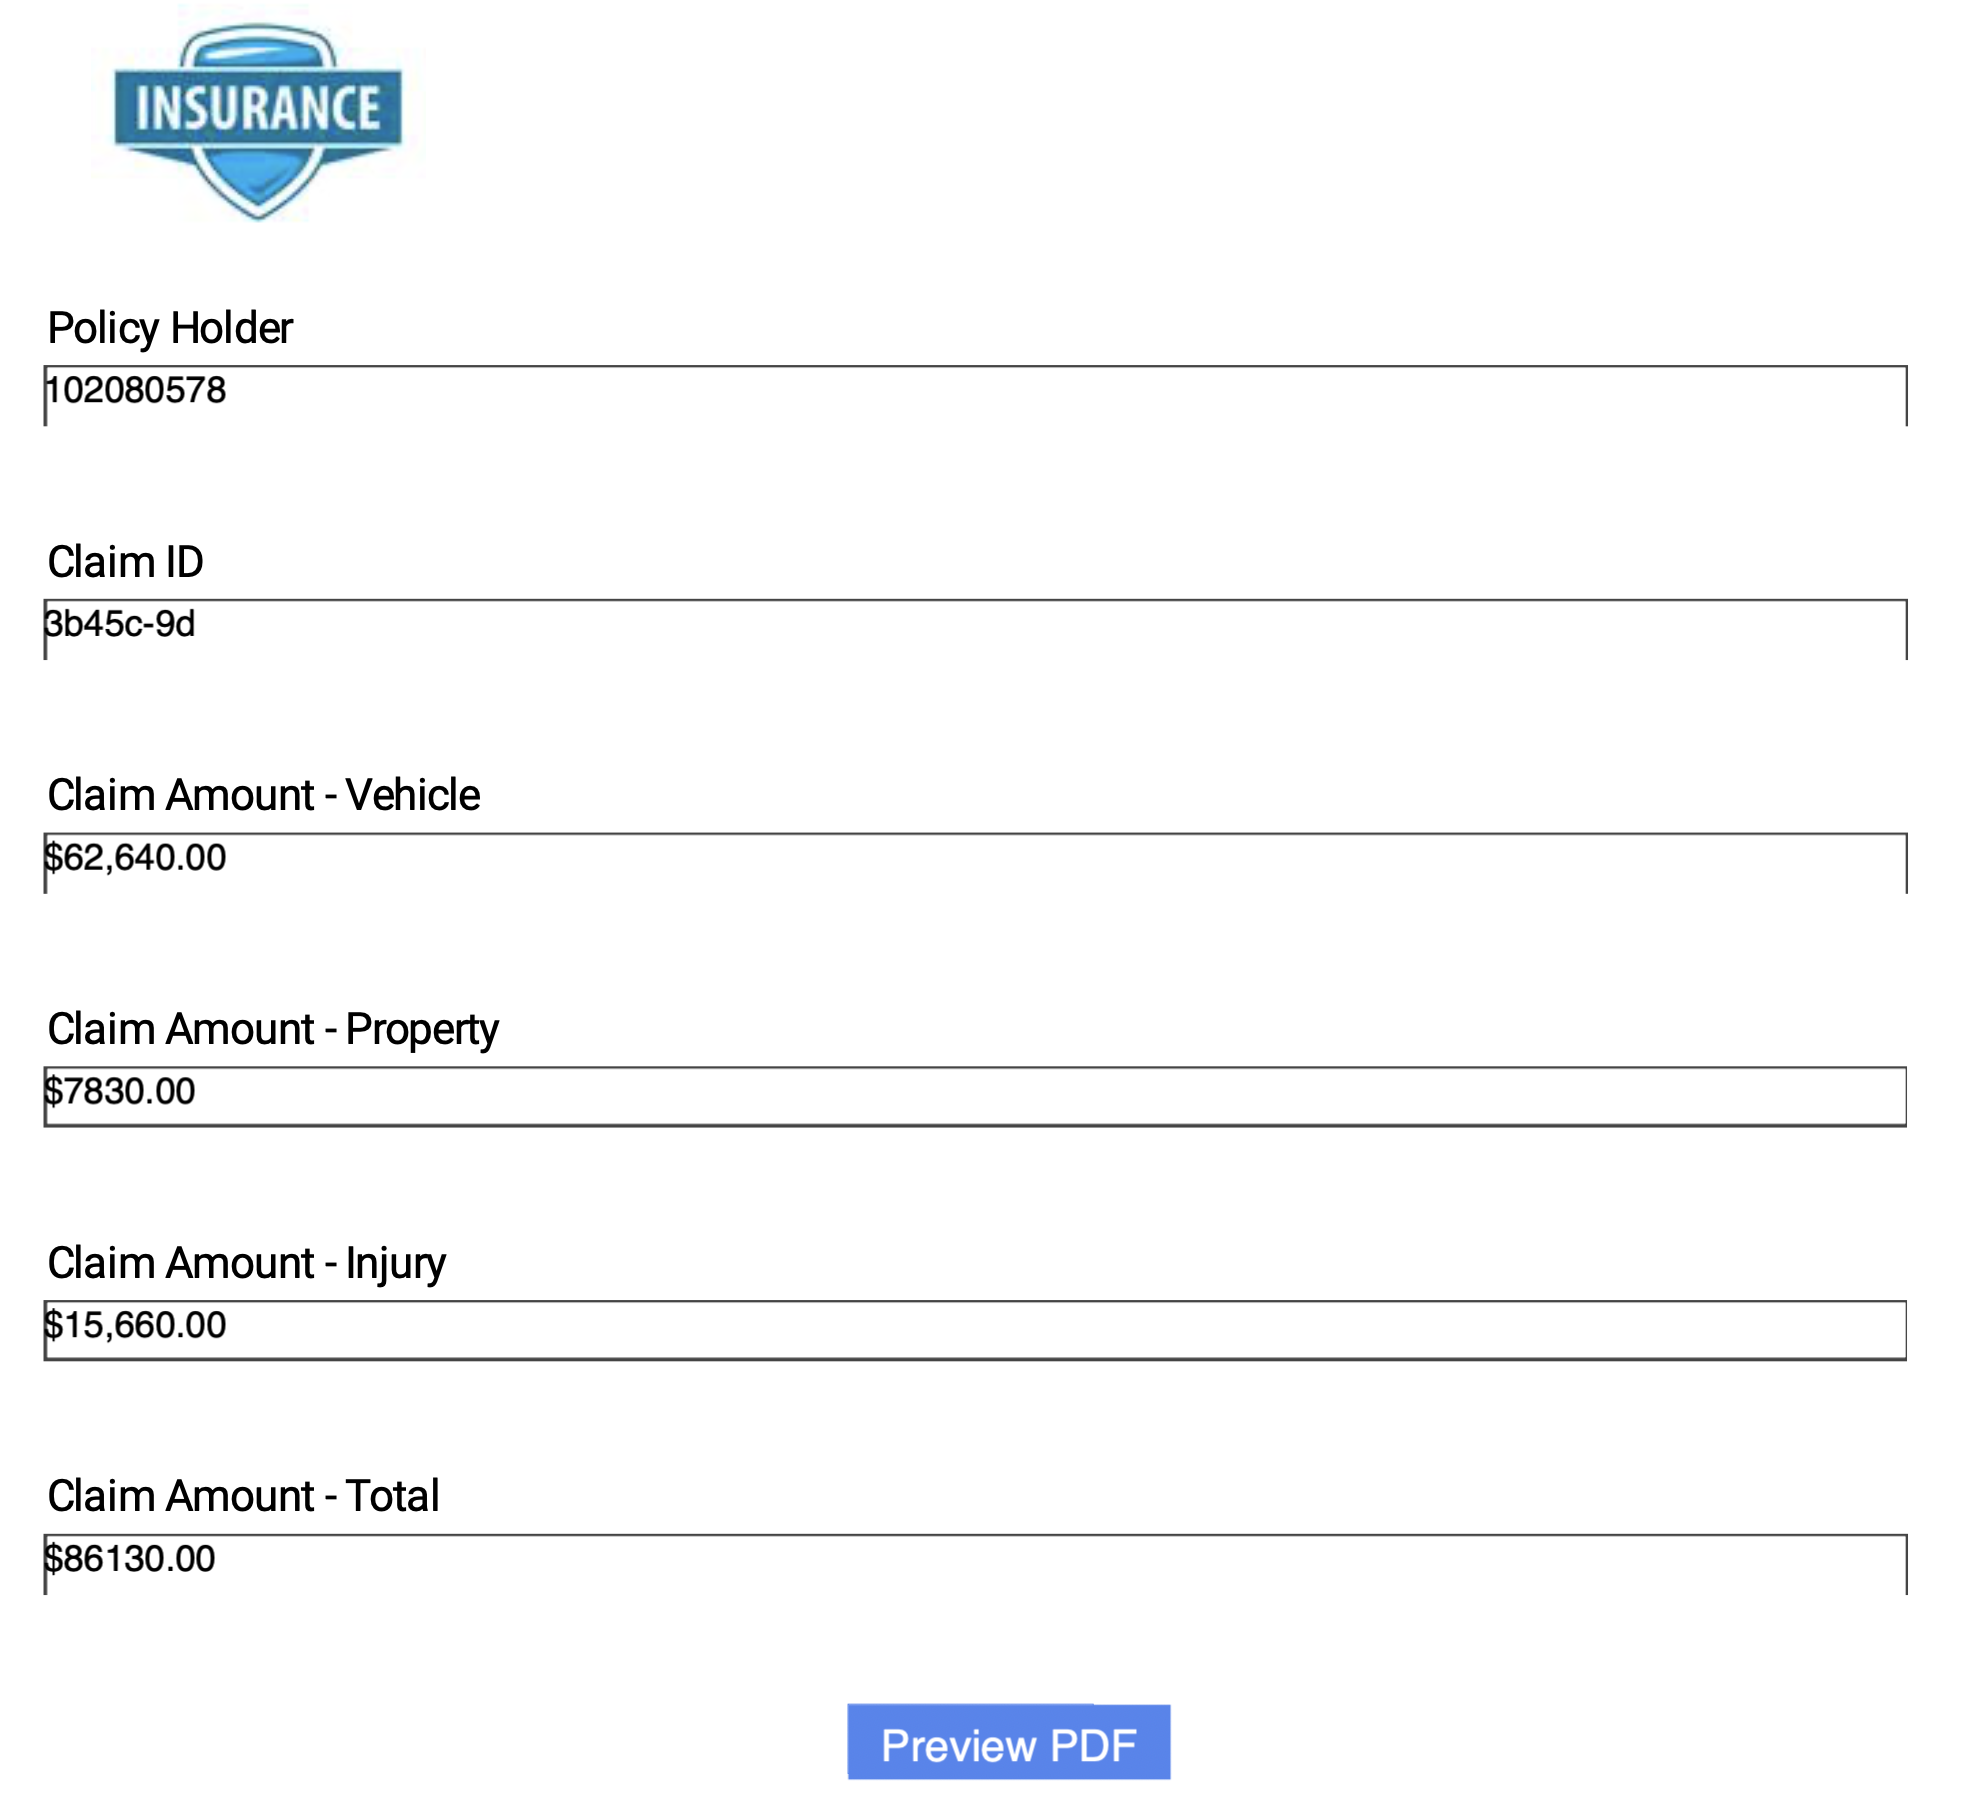 INSURANCE
Policy Holder
102080578
Claim ID
3b45c-9d
Claim Amount - Vehicle
$62,640.00
Claim Amount - Property
$7830.00
Claim Amount - Injury
$15,660.00
Claim Amount - Total
$86130.00
Preview PDF